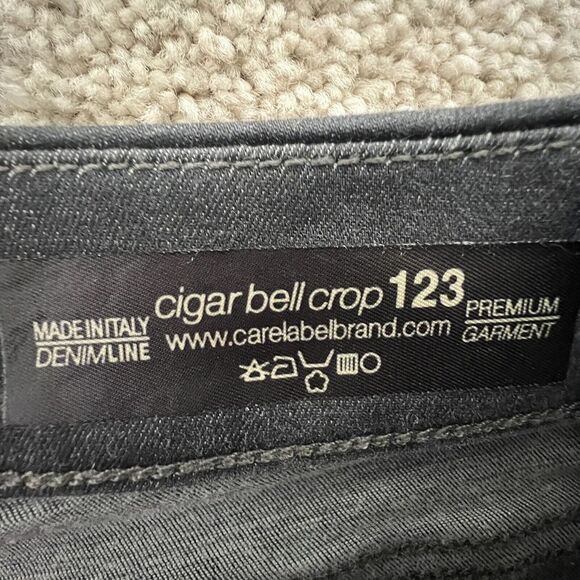 cigar bell crop 123
MADE IN ITALY
DENIMLINE
www.carelabelbrand.com
PREMIUM
GARMENT